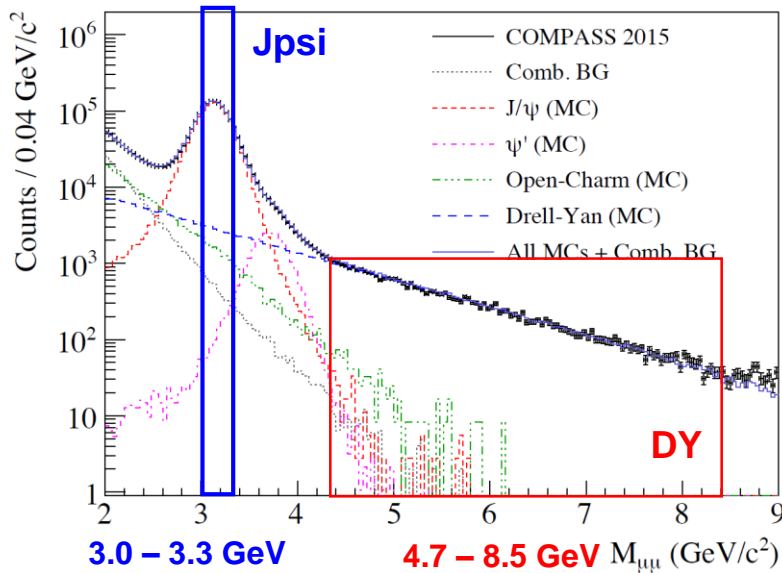 Jpsi
COMPASS 2015
Comb. BG
J/ψ (MC)
ψ' (MC)
Open-Charm (MC)
Drell-Yan (MC)
All MCs + Comb. BG
Counts / 0.04 GeV/c²
10⁶
10⁵
10⁴
10³
10²
10
1
DY
2 3 4 5 6 7 8 9
3.0 – 3.3 GeV
4.7 – 8.5 GeV
M_μμ (GeV/c²)